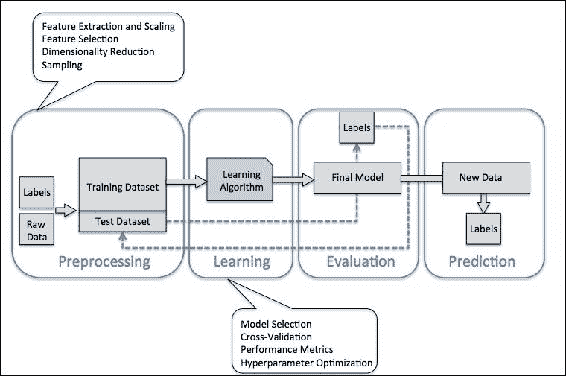 Feature Extraction and Scaling
Feature Selection
Dimensionality Reduction
Sampling
Labels
Raw
Data
Training Dataset
Test Dataset
Preprocessing
Learning
Algorithm
Learning
Labels
Final Model
Evaluation
New Data
Labels
Prediction
Model Selection
Cross-Validation
Performance Metrics
Hyperparameter Optimization